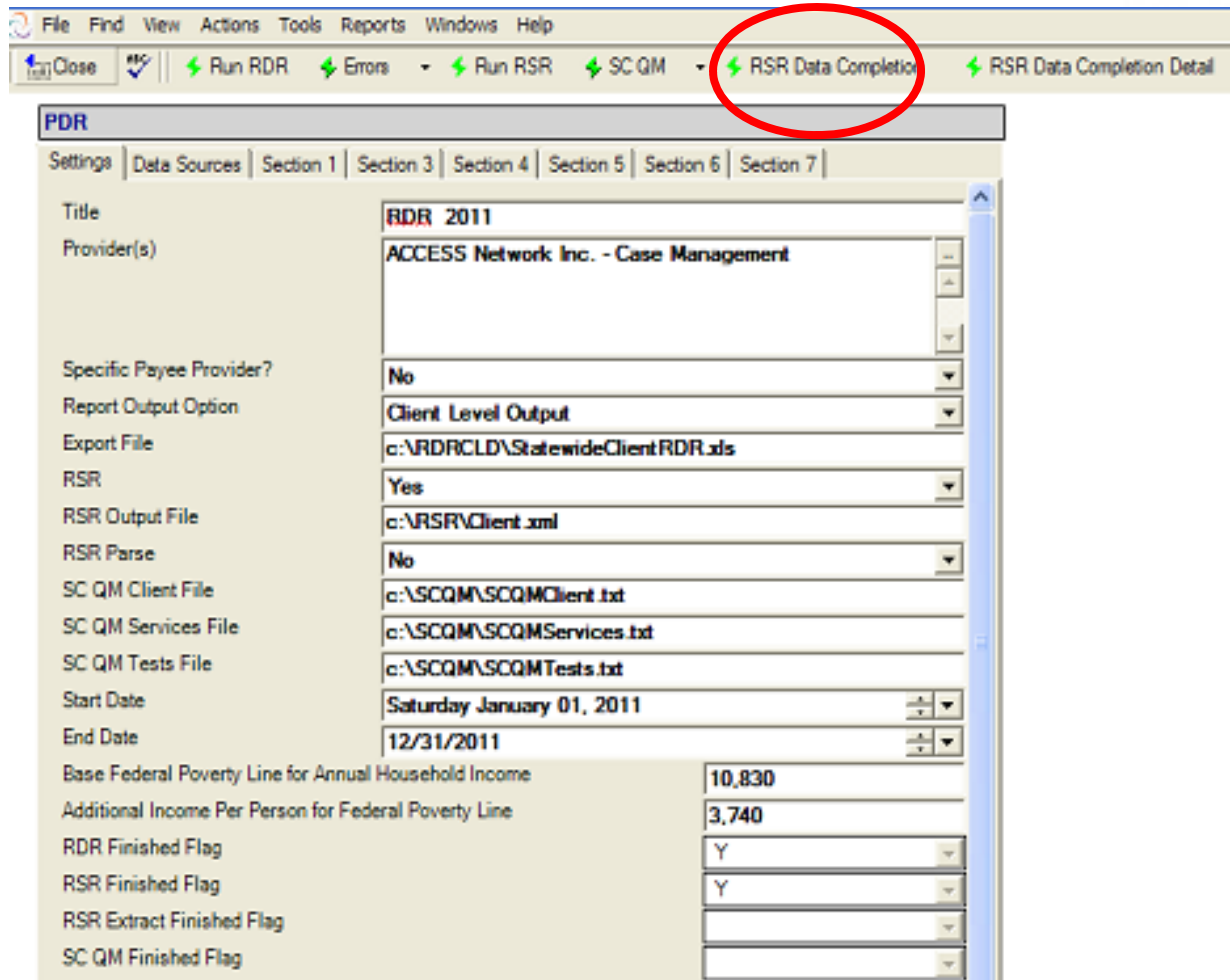 File Find View Actions Tools Reports Windows Help
Close ABC Run RDR Errors Run RSR SC QM RSR Data Completion RSR Data Completion Detail
PDR
Settings Data Sources Section 1 Section 3 Section 4 Section 5 Section 6 Section 7
Title RDR 2011
Provider(s) ACCESS Network Inc. - Case Management ...
Specific Payee Provider? No
Report Output Option Client Level Output
Export File c:\RDRCLD\StatewideClientRDR.xls
RSR Yes
RSR Output File c:\RSR\Client.xml
RSR Parse No
SC QM Client File c:\SCQM\SCQMClient.txt
SC QM Services File c:\SCQM\SCQMServices.txt
SC QM Tests File c:\SCQM\SCQMTests.txt
Start Date Saturday January 01, 2011
End Date 12/31/2011
Base Federal Poverty Line for Annual Household Income 10,830
Additional Income Per Person for Federal Poverty Line 3,740
RDR Finished Flag Y
RSR Finished Flag Y
RSR Extract Finished Flag
SC QM Finished Flag